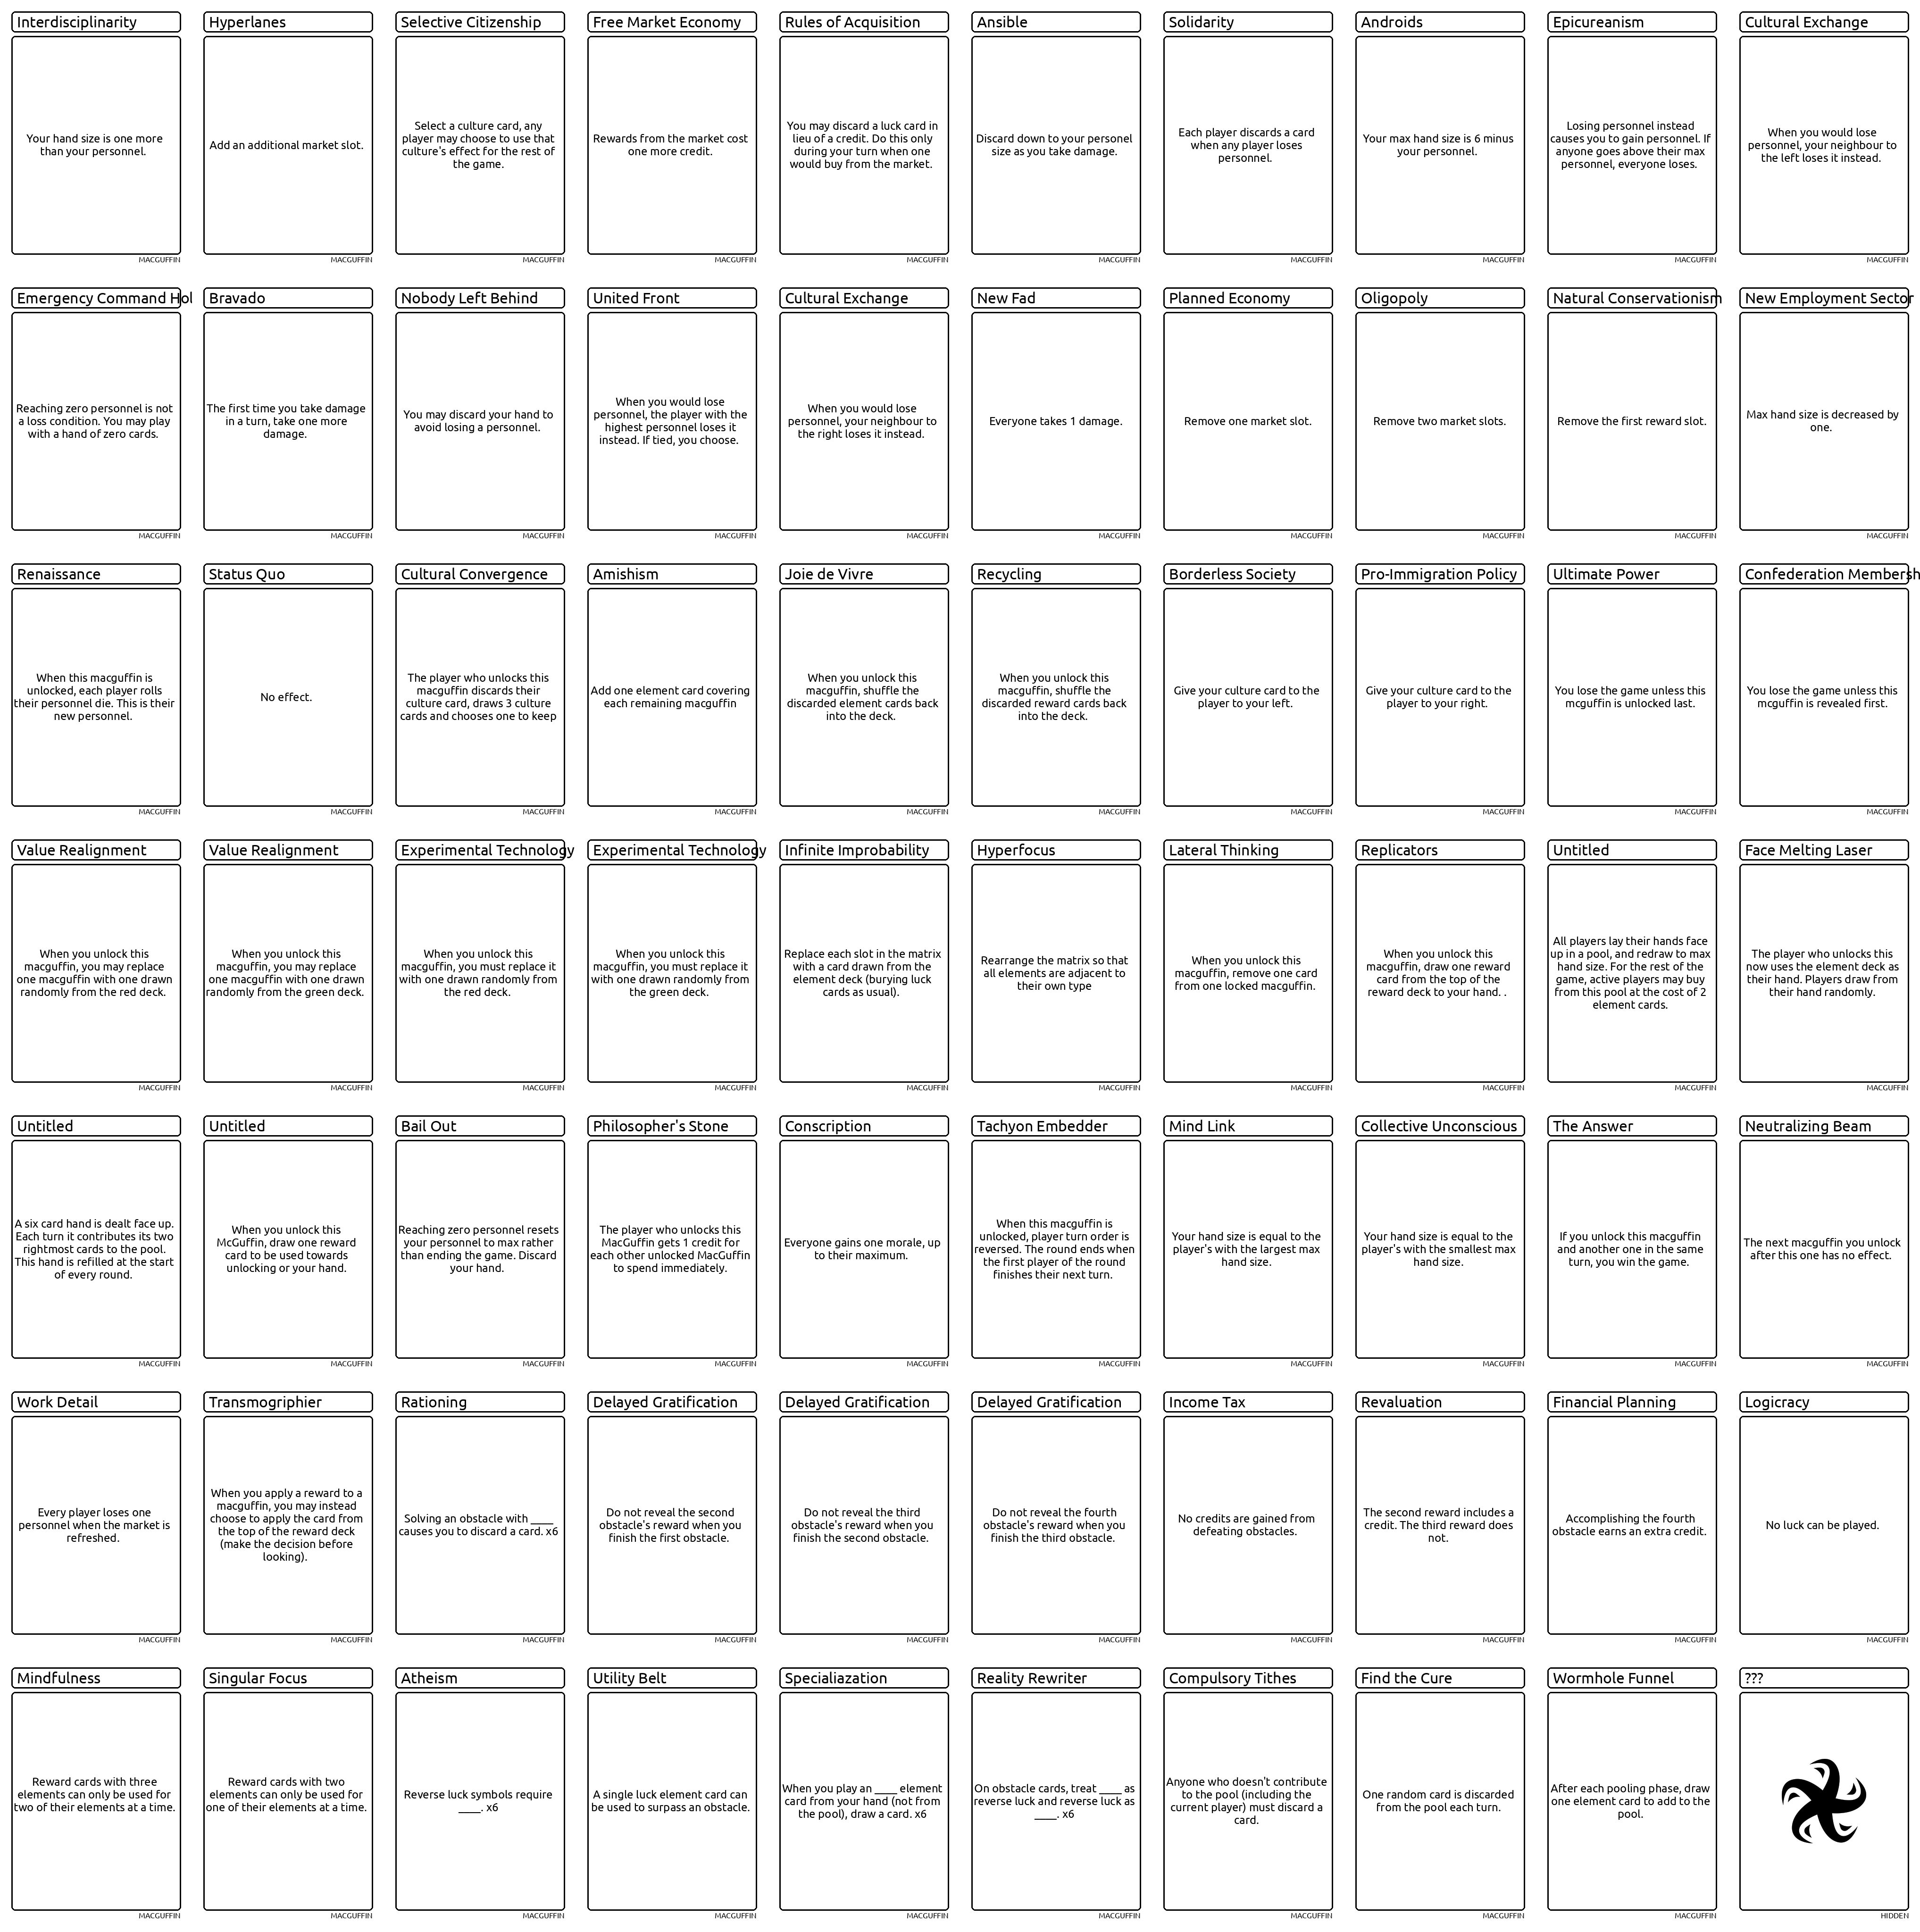 Interdisciplinarity
Your hand size is one more
than your personnel.
MACGUFFIN
Hyperlanes
Add an additional market slot.
MACGUFFIN
Selective Citizenship
Select a culture card, any
player may choose to use that
culture's effect for the rest of
the game.
MACGUFFIN
Free Market Economy
Rewards from the market cost
one more credit.
MACGUFFIN
Rules of Acquisition
You may discard a luck card in
lieu of a credit. Do this only
during your turn when one
would buy from the market.
MACGUFFIN
Ansible
Discard down to your personel
size as you take damage.
MACGUFFIN
Solidarity
Each player discards a card
when any player loses
personnel.
MACGUFFIN
Androids
Your max hand size is 6 minus
your personnel.
MACGUFFIN
Epicureanism
Losing personnel instead
causes you to gain personnel. If
anyone goes above their max
personnel, everyone loses.
MACGUFFIN
Cultural Exchange
When you would lose
personnel, your neighbour to
the left loses it instead.
MACGUFFIN
Emergency Command Hol
Reaching zero personnel is not
a loss condition. You may play
with a hand of zero cards.
MACGUFFIN
Bravado
The first time you take damage
in a turn, take one more
damage.
MACGUFFIN
Nobody Left Behind
You may discard your hand to
avoid losing a personnel.
MACGUFFIN
United Front
When you would lose
personnel, the player with the
highest personnel loses it
instead. If tied, you choose.
MACGUFFIN
Cultural Exchange
When you would lose
personnel, your neighbour to
the right loses it instead.
MACGUFFIN
New Fad
Everyone takes 1 damage.
MACGUFFIN
Planned Economy
Remove one market slot.
MACGUFFIN
Oligopoly
Remove two market slots.
MACGUFFIN
Natural Conservationism
Remove the first reward slot.
MACGUFFIN
New Employment Sector
Max hand size is decreased by
one.
MACGUFFIN
Renaissance
When this macguffin is
unlocked, each player rolls
their personnel die. This is their
new personnel.
MACGUFFIN
Status Quo
No effect.
MACGUFFIN
Cultural Convergence
The player who unlocks this
macguffin discards their
culture card, draws 3 culture
cards and chooses one to keep
MACGUFFIN
Amishism
Add one element card covering
each remaining macguffin
MACGUFFIN
Joie de Vivre
When you unlock this
macguffin, shuffle the
discarded element cards back
into the deck.
MACGUFFIN
Recycling
When you unlock this
macguffin, shuffle the
discarded reward cards back
into the deck.
MACGUFFIN
Borderless Society
Give your culture card to the
player to your left.
MACGUFFIN
Pro-Immigration Policy
Give your culture card to the
player to your right.
MACGUFFIN
Ultimate Power
You lose the game unless this
mcguffin is unlocked last.
MACGUFFIN
Confederation Membersh
You lose the game unless this
mcguffin is revealed first.
MACGUFFIN
Value Realignment
When you unlock this
macguffin, you may replace
one macguffin with one drawn
randomly from the red deck.
MACGUFFIN
Value Realignment
When you unlock this
macguffin, you may replace
one macguffin with one drawn
randomly from the green deck.
MACGUFFIN
Experimental Technology
When you unlock this
macguffin, you must replace it
with one drawn randomly from
the red deck.
MACGUFFIN
Experimental Technology
When you unlock this
macguffin, you must replace it
with one drawn randomly from
the green deck.
MACGUFFIN
Infinite Improbability
Replace each slot in the matrix
with a card drawn from the
element deck (burying luck
cards as usual).
MACGUFFIN
Hyperfocus
Rearrange the matrix so that
all elements are adjacent to
their own type
MACGUFFIN
Lateral Thinking
When you unlock this
macguffin, remove one card
from one locked macguffin.
MACGUFFIN
Replicators
When you unlock this
macguffin, draw one reward
card from the top of the
reward deck to your hand. .
MACGUFFIN
Untitled
All players lay their hands face
up in a pool, and redraw to max
hand size. For the rest of the
game, active players may buy
from this pool at the cost of 2
element cards.
MACGUFFIN
Face Melting Laser
The player who unlocks this
now uses the element deck as
their hand. Players draw from
their hand randomly.
MACGUFFIN
Untitled
A six card hand is dealt face up.
Each turn it contributes its two
rightmost cards to the pool.
This hand is refilled at the start
of every round.
MACGUFFIN
Untitled
When you unlock this
McGuffin, draw one reward
card to be used towards
unlocking or your hand.
MACGUFFIN
Bail Out
Reaching zero personnel resets
your personnel to max rather
than ending the game. Discard
your hand.
MACGUFFIN
Philosopher's Stone
The player who unlocks this
MacGuffin gets 1 credit for
each other unlocked MacGuffin
to spend immediately.
MACGUFFIN
Conscription
Everyone gains one morale, up
to their maximum.
MACGUFFIN
Tachyon Embedder
When this macguffin is
unlocked, player turn order is
reversed. The round ends when
the first player of the round
finishes their next turn.
MACGUFFIN
Mind Link
Your hand size is equal to the
player's with the largest max
hand size.
MACGUFFIN
Collective Unconscious
Your hand size is equal to the
player's with the smallest max
hand size.
MACGUFFIN
The Answer
If you unlock this macguffin
and another one in the same
turn, you win the game.
MACGUFFIN
Neutralizing Beam
The next macguffin you unlock
after this one has no effect.
MACGUFFIN
Work Detail
Every player loses one
personnel when the market is
refreshed.
MACGUFFIN
Transmogriphier
When you apply a reward to a
macguffin, you may instead
choose to apply the card from
the top of the reward deck
(make the decision before
looking).
MACGUFFIN
Rationing
Solving an obstacle with ____
causes you to discard a card. x6
MACGUFFIN
Delayed Gratification
Do not reveal the second
obstacle's reward when you
finish the first obstacle.
MACGUFFIN
Delayed Gratification
Do not reveal the third
obstacle's reward when you
finish the second obstacle.
MACGUFFIN
Delayed Gratification
Do not reveal the fourth
obstacle's reward when you
finish the third obstacle.
MACGUFFIN
Income Tax
No credits are gained from
defeating obstacles.
MACGUFFIN
Revaluation
The second reward includes a
credit. The third reward does
not.
MACGUFFIN
Financial Planning
Accomplishing the fourth
obstacle earns an extra credit.
MACGUFFIN
Logicracy
No luck can be played.
MACGUFFIN
Mindfulness
Reward cards with three
elements can only be used for
two of their elements at a time.
MACGUFFIN
Singular Focus
Reward cards with two
elements can only be used for
one of their elements at a time.
MACGUFFIN
Atheism
Reverse luck symbols require
____. x6
MACGUFFIN
Utility Belt
A single luck element card can
be used to surpass an obstacle.
MACGUFFIN
Specialiazation
When you play an ____ element
card from your hand (not from
the pool), draw a card. x6
MACGUFFIN
Reality Rewriter
On obstacle cards, treat ____ as
reverse luck and reverse luck as
____. x6
MACGUFFIN
Compulsory Tithes
Anyone who doesn't contribute
to the pool (including the
current player) must discard a
card.
MACGUFFIN
Find the Cure
One random card is discarded
from the pool each turn.
MACGUFFIN
Wormhole Funnel
After each pooling phase, draw
one element card to add to the
pool.
MACGUFFIN
???
HIDDEN